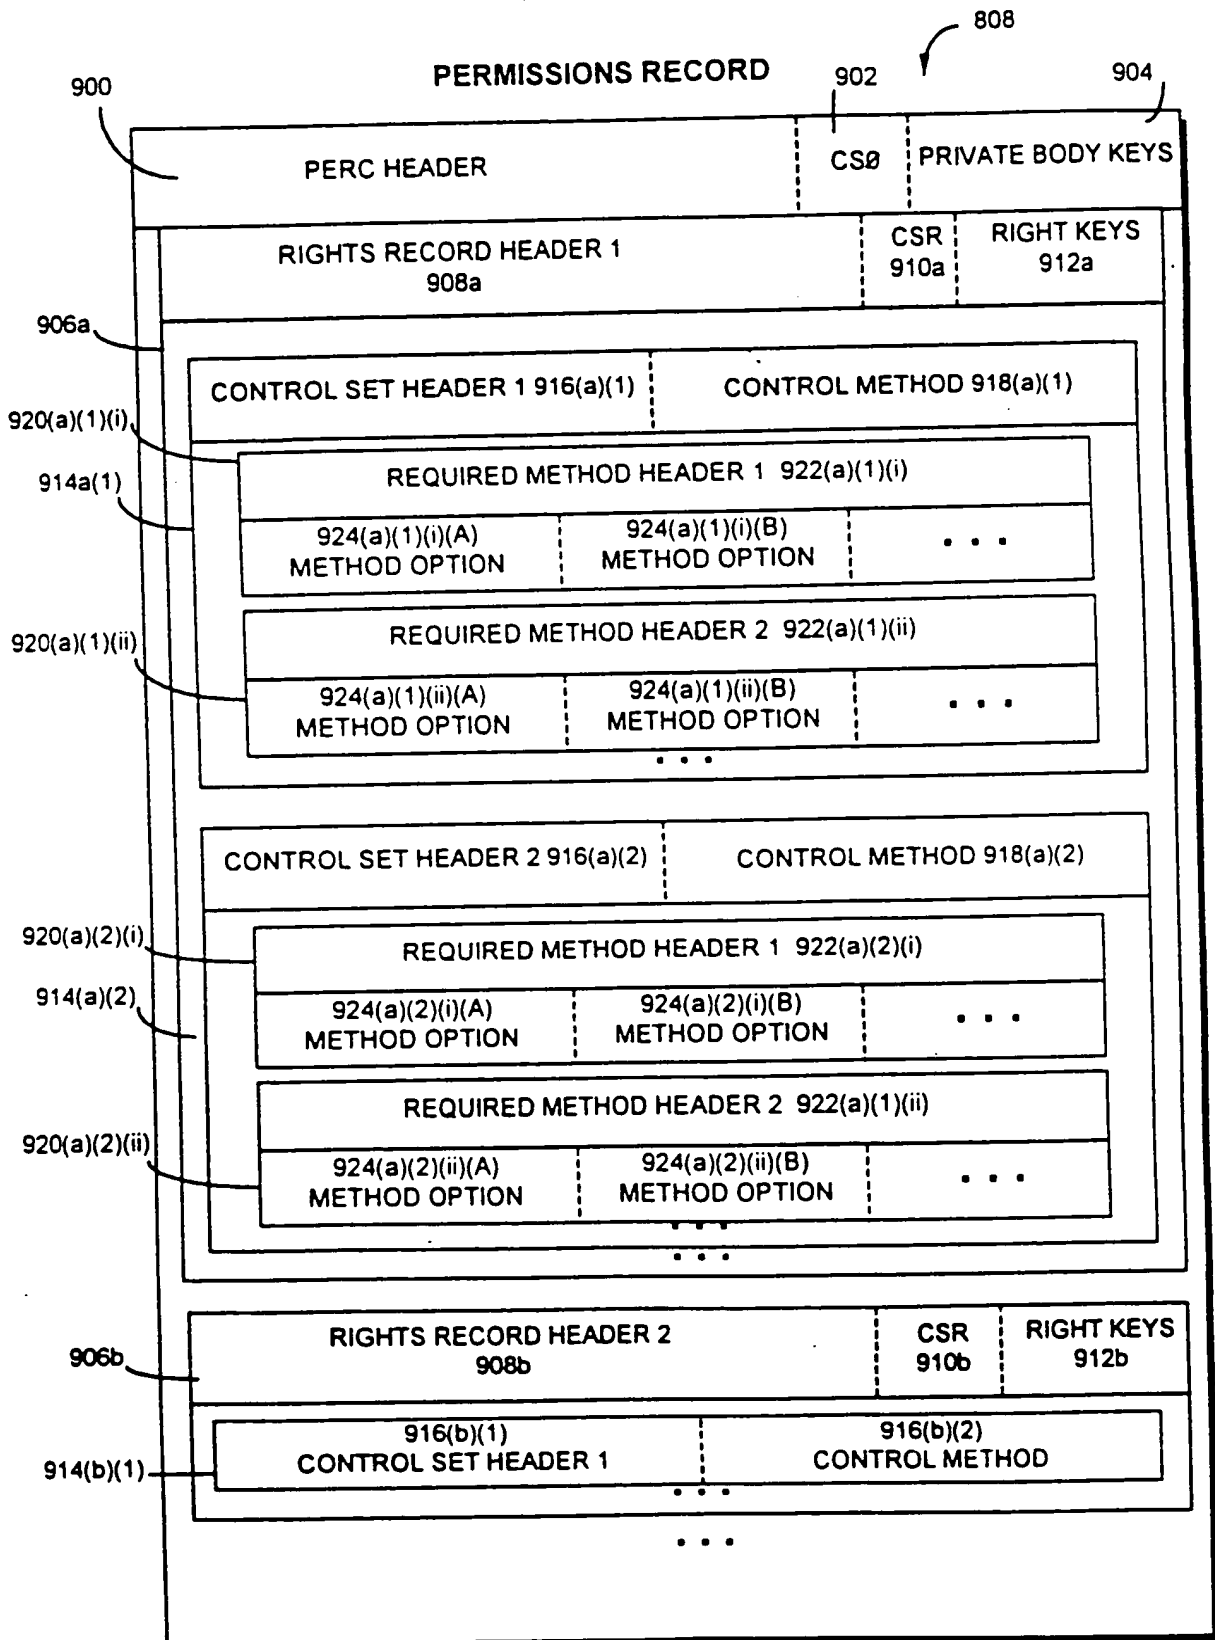 808
PERMISSIONS RECORD
900
902
904
PERC HEADER
CSØ
PRIVATE BODY KEYS
RIGHTS RECORD HEADER 1
908a
CSR
910a
RIGHT KEYS
912a
906a
CONTROL SET HEADER 1 916(a)(1)
CONTROL METHOD 918(a)(1)
920(a)(1)(i)
REQUIRED METHOD HEADER 1 922(a)(1)(i)
914a(1)
924(a)(1)(i)(A)
METHOD OPTION
924(a)(1)(i)(B)
METHOD OPTION
. . .
REQUIRED METHOD HEADER 2 922(a)(1)(ii)
920(a)(1)(ii)
924(a)(1)(ii)(A)
METHOD OPTION
924(a)(1)(ii)(B)
METHOD OPTION
. . .
. . .
CONTROL SET HEADER 2 916(a)(2)
CONTROL METHOD 918(a)(2)
920(a)(2)(i)
REQUIRED METHOD HEADER 1 922(a)(2)(i)
914(a)(2)
924(a)(2)(i)(A)
METHOD OPTION
924(a)(2)(i)(B)
METHOD OPTION
. . .
REQUIRED METHOD HEADER 2 922(a)(1)(ii)
920(a)(2)(ii)
924(a)(2)(ii)(A)
METHOD OPTION
924(a)(2)(ii)(B)
METHOD OPTION
. . .
. . .
. . .
RIGHTS RECORD HEADER 2
908b
CSR
910b
RIGHT KEYS
912b
906b
916(b)(1)
CONTROL SET HEADER 1
916(b)(2)
CONTROL METHOD
914(b)(1)
. . .
. . .